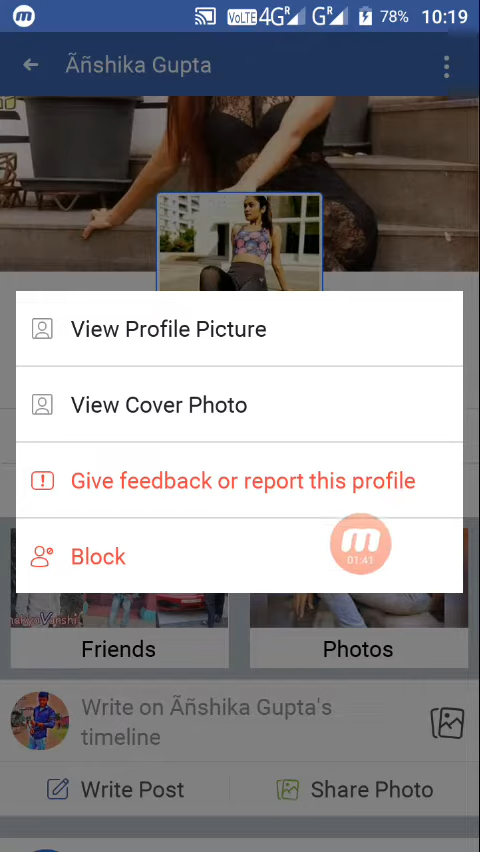 m
VoLTE 4G R G R 78% 10:19
Ãñshika Gupta
View Profile Picture
View Cover Photo
Give feedback or report this profile
Block
m
01:41
Friends
Photos
Write on Ãñshika Gupta's
timeline
Write Post
Share Photo